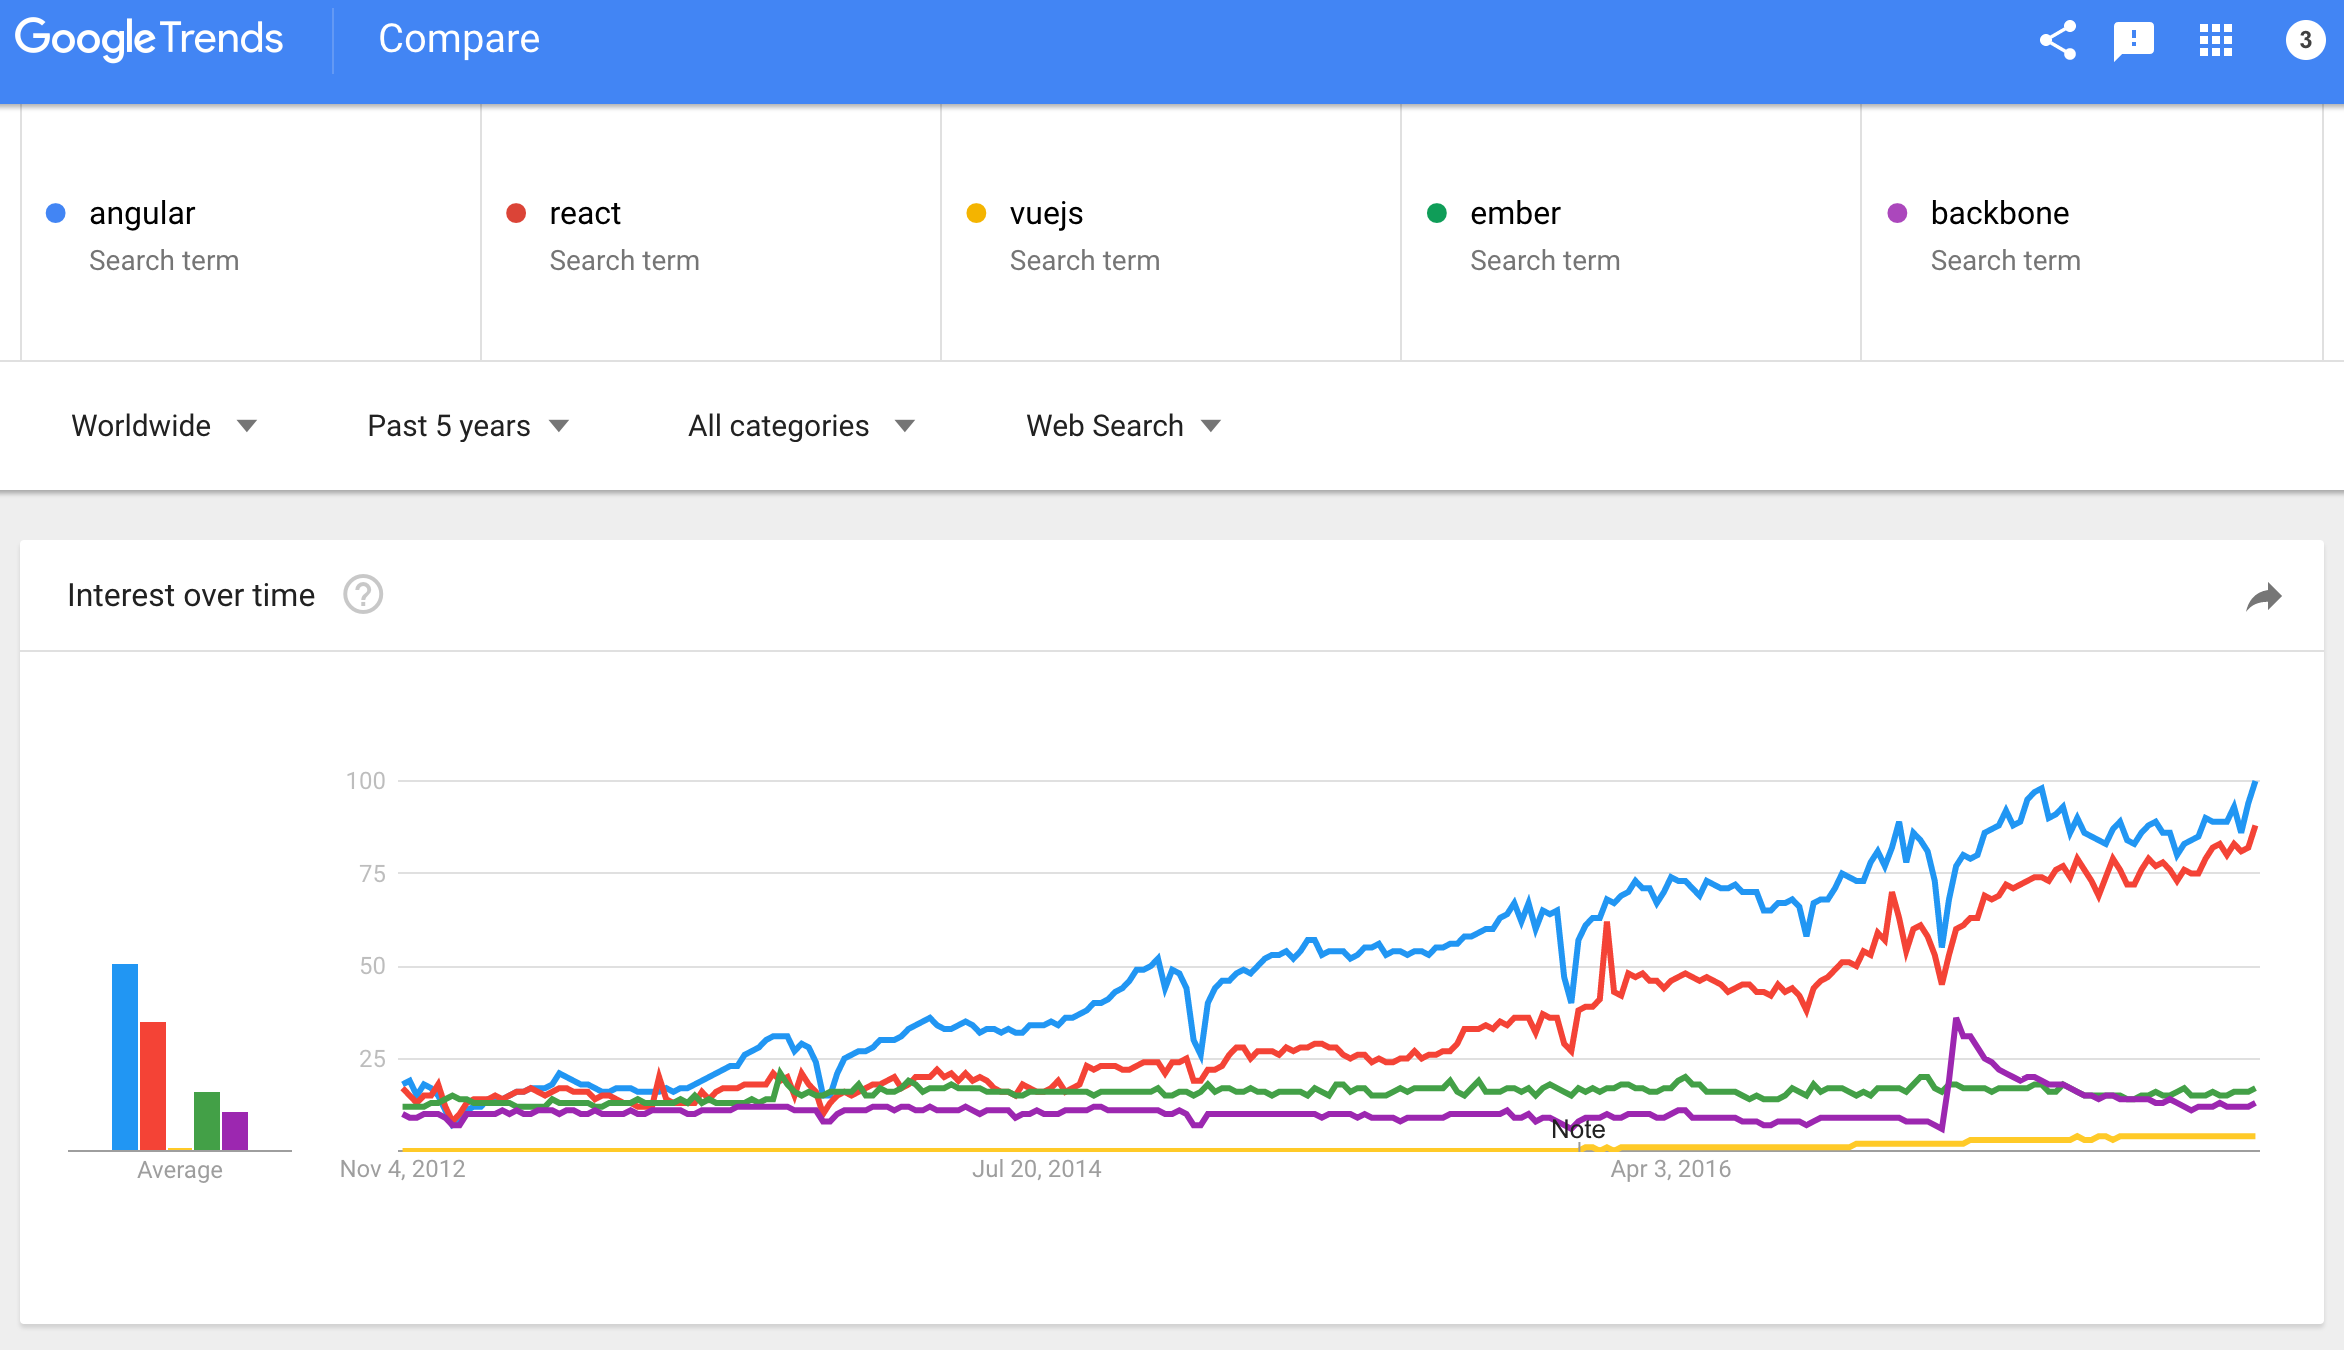 Google Trends Compare 3
angular react vuejs ember backbone
Search term Search term Search term Search term Search term
Worldwide Past 5 years All categories Web Search
Interest over time ?
100
75
50
25
Note
Average Nov 4, 2012 Jul 20, 2014 Apr 3, 2016